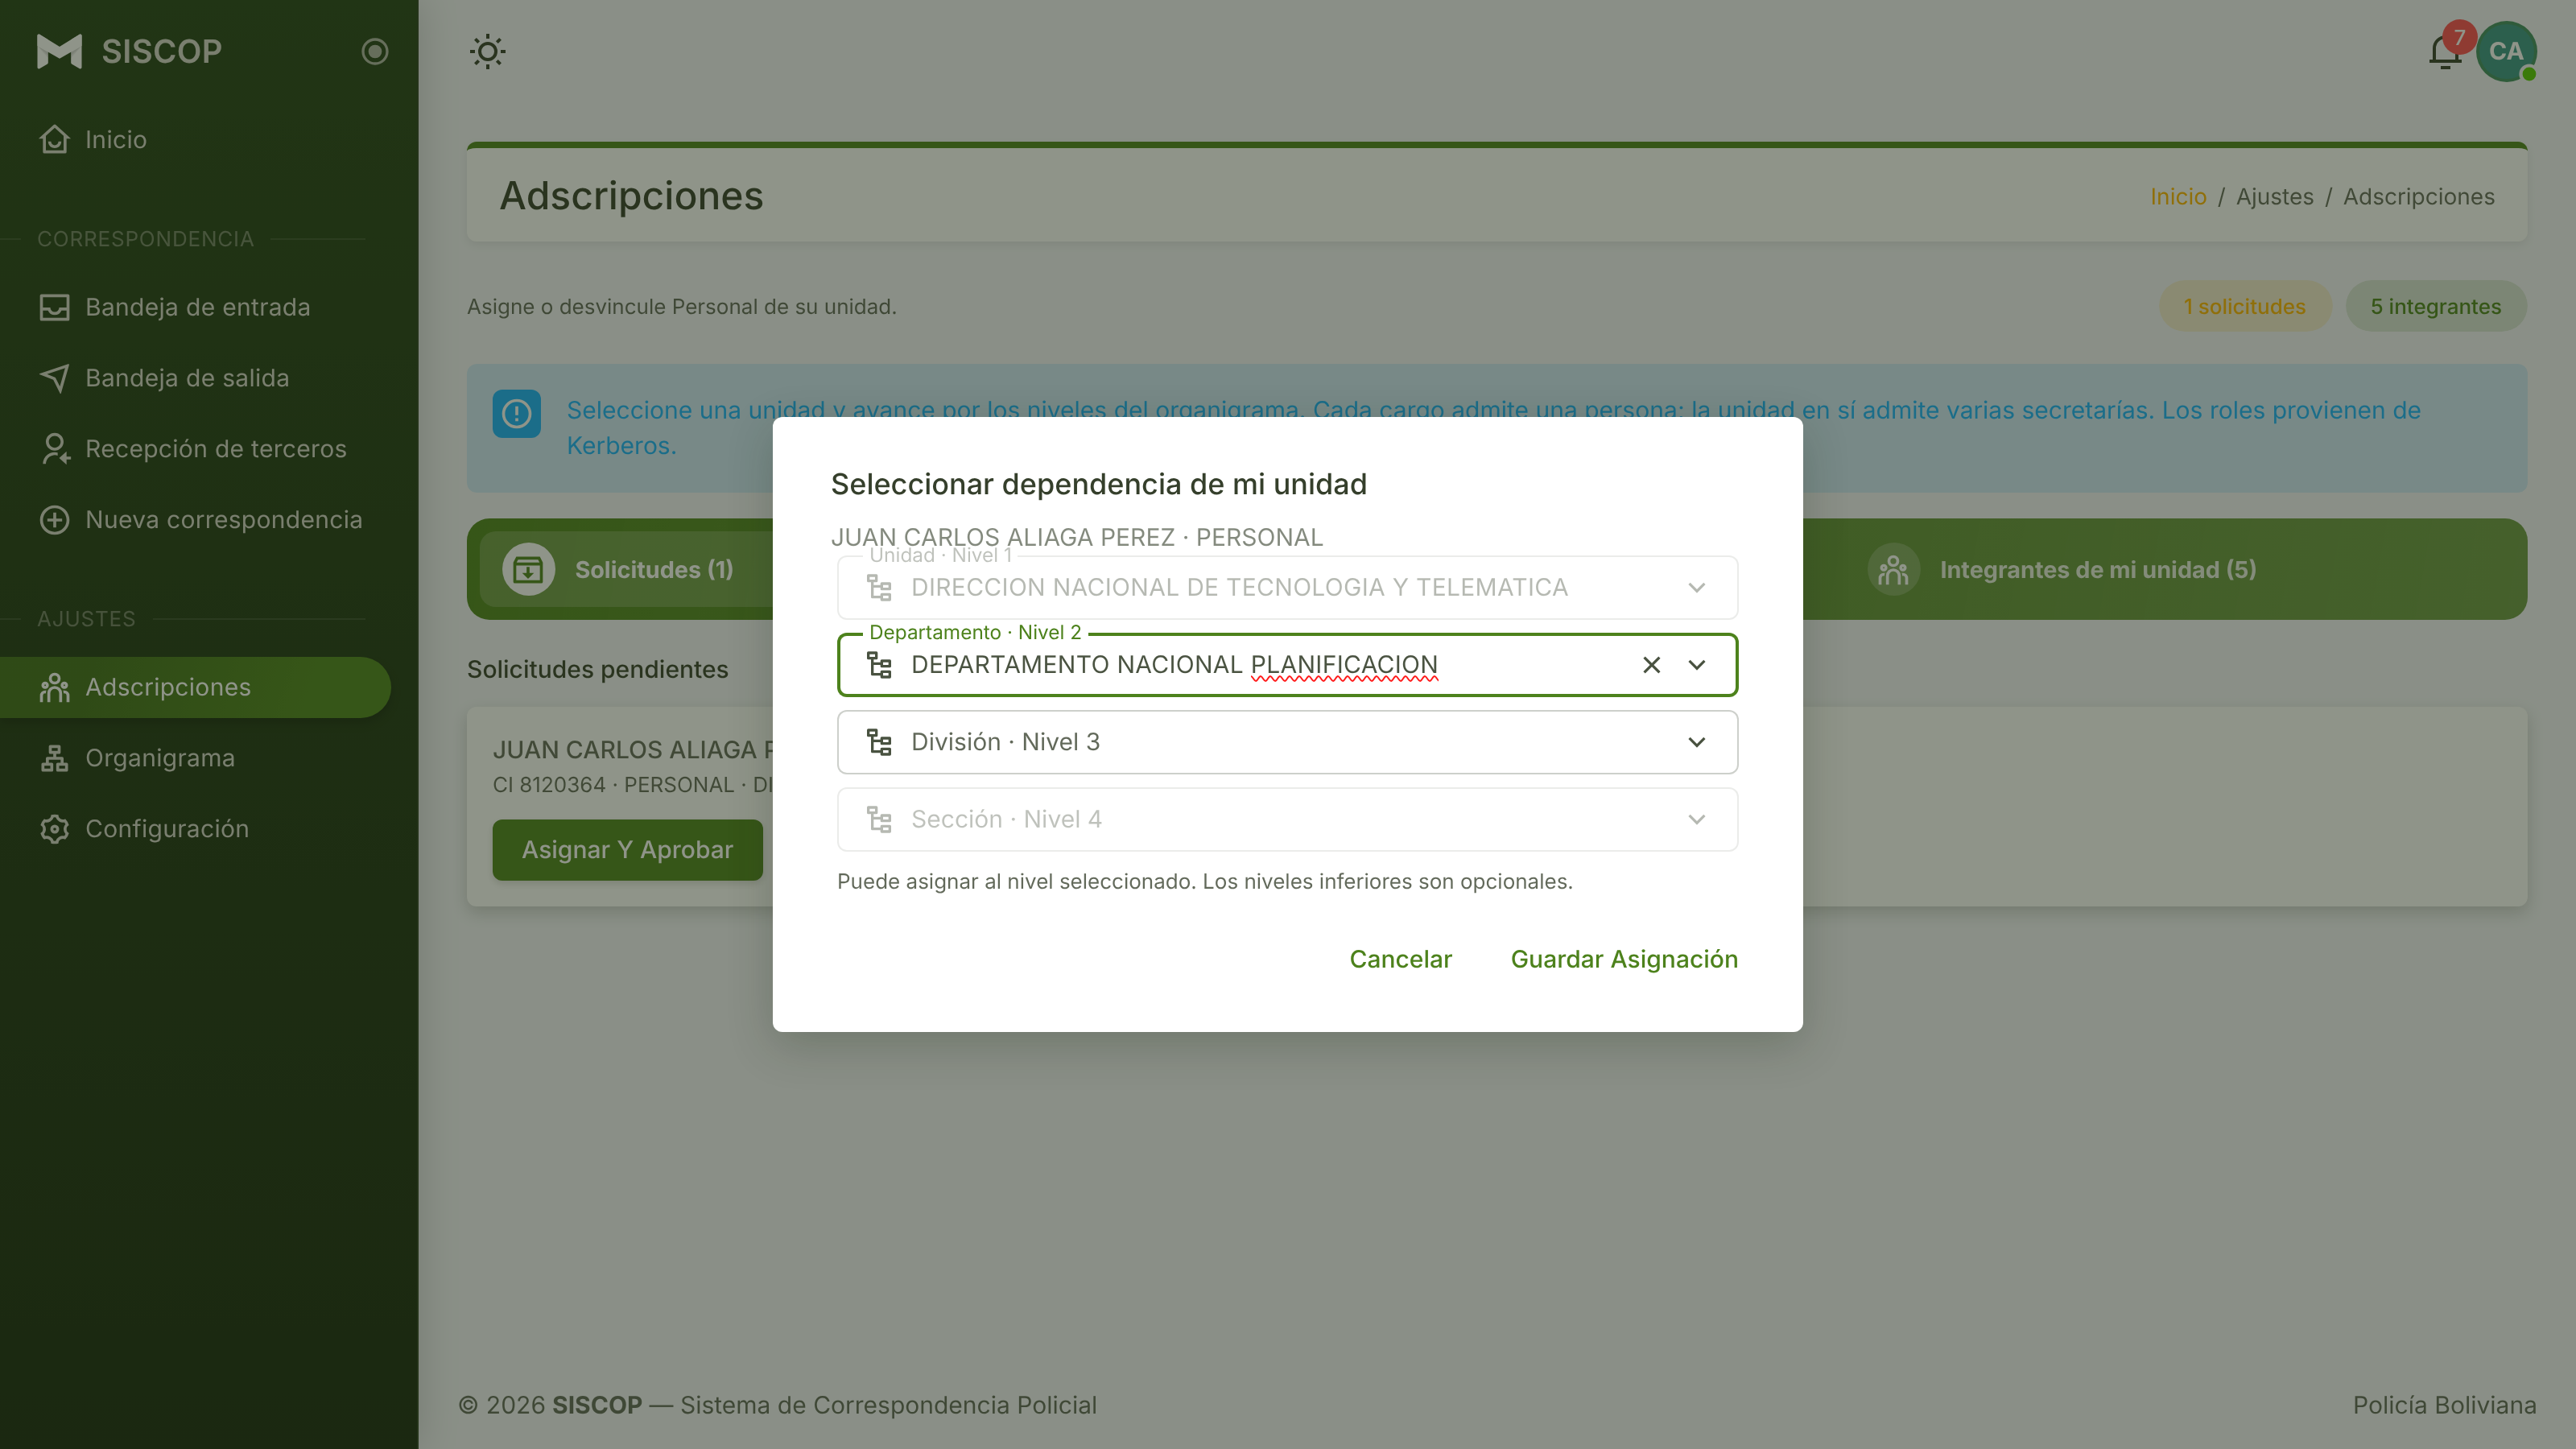 SISCOP
7
CA
Inicio
CORRESPONDENCIA
Bandeja de entrada
Bandeja de salida
Recepción de terceros
Nueva correspondencia
AJUSTES
Adscripciones
Organigrama
Configuración
Adscripciones
Inicio / Ajustes / Adscripciones
Asigne o desvincule Personal de su unidad.
1 solicitudes
5 integrantes
Seleccione una unidad y avance por los niveles del organigrama. Cada cargo admite una persona; la unidad en sí admite varias secretarías. Los roles provienen de
Kerberos.
Solicitudes (1)
Integrantes de mi unidad (5)
Solicitudes pendientes
JUAN CARLOS ALIAGA
CI 8120364 · PERSONAL ·
Asignar Y Aprobar
Seleccionar dependencia de mi unidad
JUAN CARLOS ALIAGA PEREZ · PERSONAL
Unidad · Nivel 1
DIRECCION NACIONAL DE TECNOLOGIA Y TELEMATICA
Departamento · Nivel 2
DEPARTAMENTO NACIONAL PLANIFICACION
División · Nivel 3
Sección · Nivel 4
Puede asignar al nivel seleccionado. Los niveles inferiores son opcionales.
Cancelar
Guardar Asignación
© 2026 SISCOP — Sistema de Correspondencia Policial
Policía Boliviana